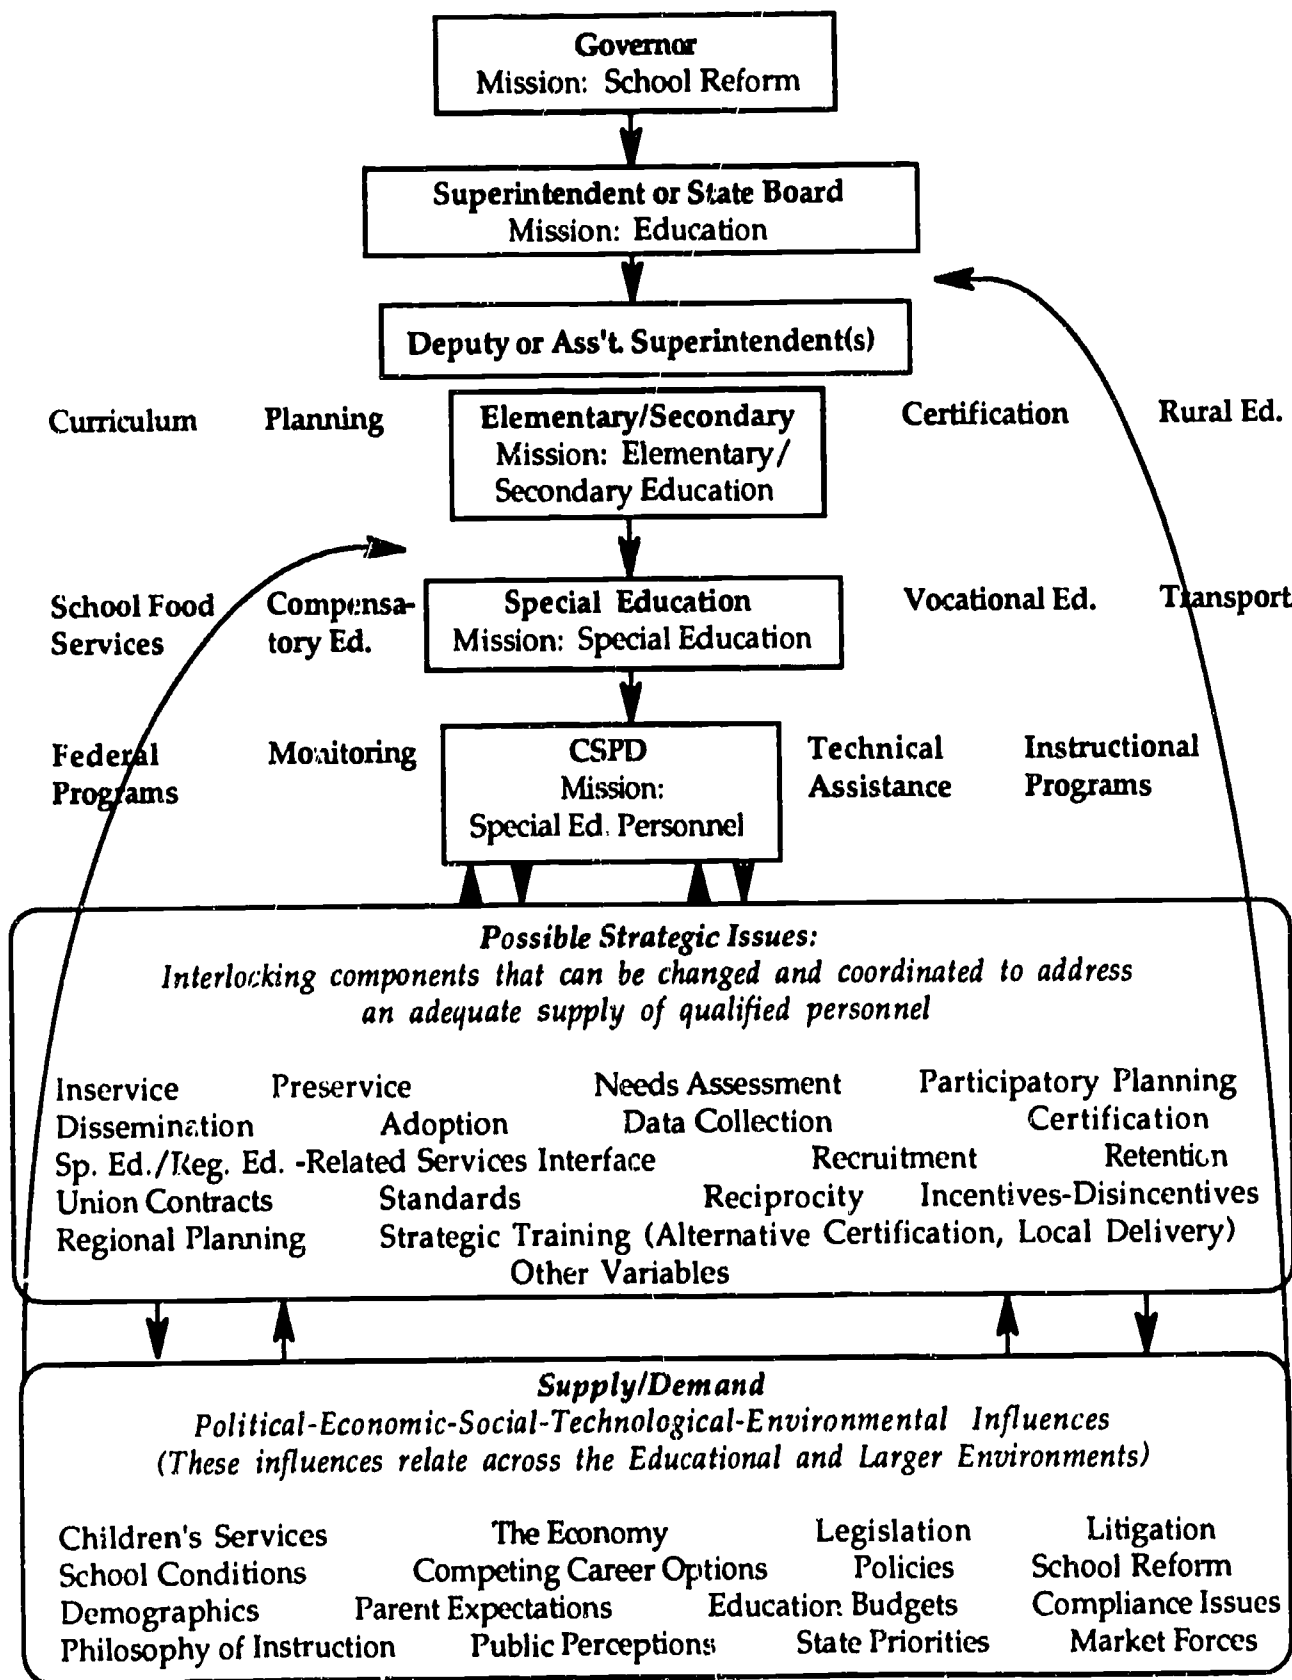 Governor
Mission: School Reform
Superintendent or State Board
Mission: Education
Deputy or Ass't. Superintendent(s)
Curriculum Planning Elementary/Secondary Certification Rural Ed.
Mission: Elementary/
Secondary Education
School Food Compensa- Special Education Vocational Ed. Transport
Services tory Ed. Mission: Special Education
Federal Monitoring CSPD Technical Instructional
Programs Mission: Assistance Programs
Special Ed. Personnel
Possible Strategic Issues:
Interlocking components that can be changed and coordinated to address
an adequate supply of qualified personnel
Inservice Preservice Needs Assessment Participatory Planning
Dissemination Adoption Data Collection Certification
Sp. Ed./Reg. Ed. -Related Services Interface Recruitment Retention
Union Contracts Standards Reciprocity Incentives-Disincentives
Regional Planning Strategic Training (Alternative Certification, Local Delivery)
Other Variables
Supply/Demand
Political-Economic-Social-Technological-Environmental Influences
(These influences relate across the Educational and Larger Environments)
Children's Services The Economy Legislation Litigation
School Conditions Competing Career Options Policies School Reform
Demographics Parent Expectations Education Budgets Compliance Issues
Philosophy of Instruction Public Perceptions State Priorities Market Forces